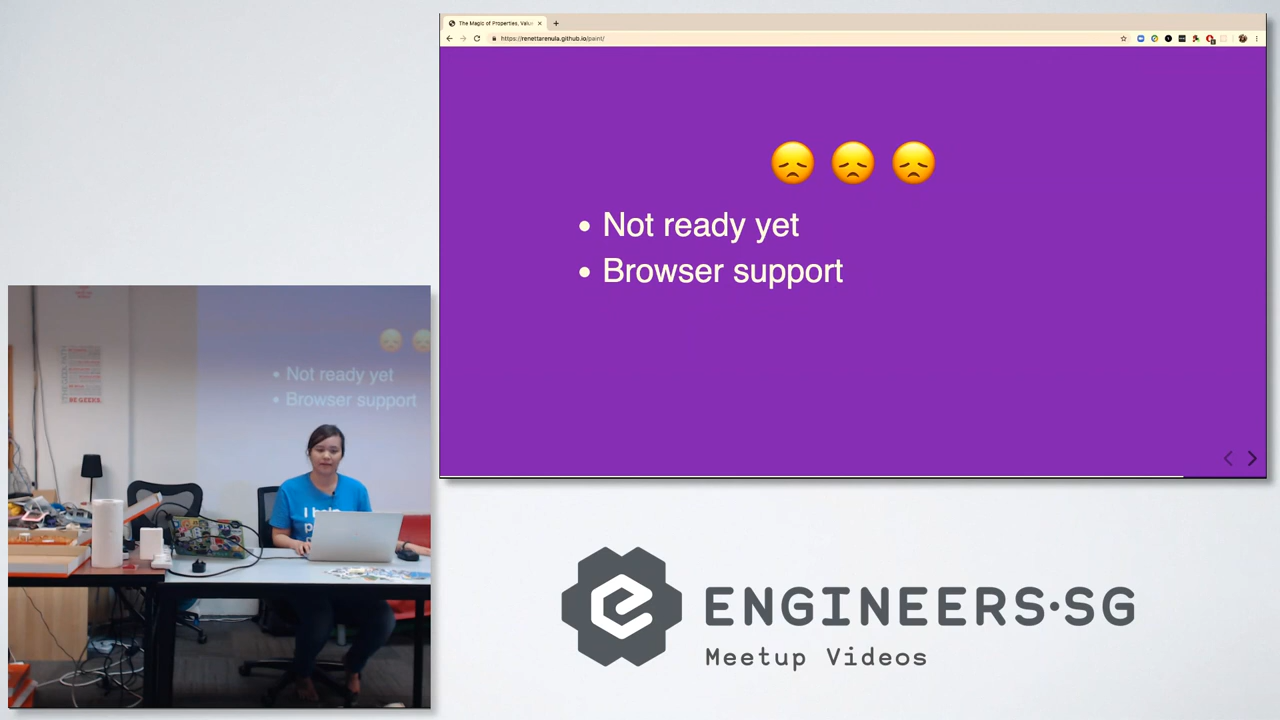 The Magic of Properties, Valu
https://renettarenula.github.io/paint/
Not ready yet
Browser support
Not ready yet
Browser support
BE GEEKS
I help
ENGINEERS·SG
Meetup Videos